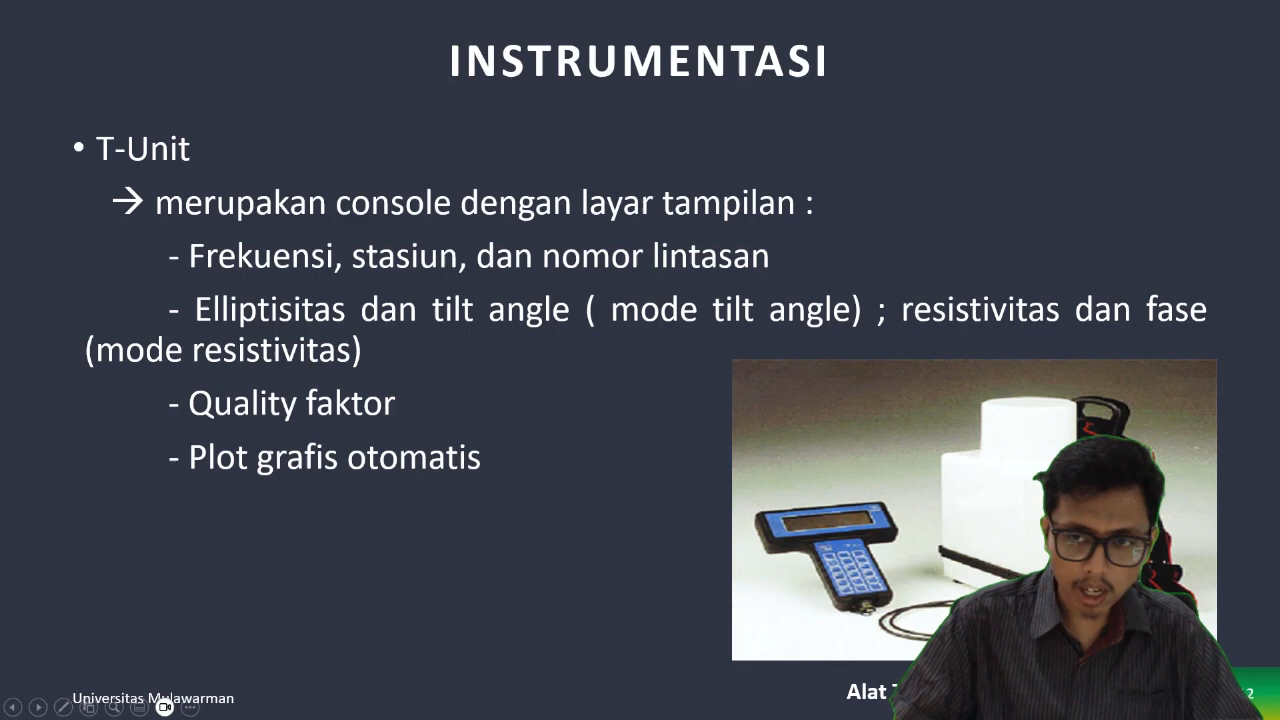 INSTRUMENTASI
• T-Unit
→ merupakan console dengan layar tampilan :
- Frekuensi, stasiun, dan nomor lintasan
- Elliptisitas dan tilt angle ( mode tilt angle) ; resistivitas dan fase
(mode resistivitas)
- Quality faktor
- Plot grafis otomatis
Universitas Mulawarman
Alat
2